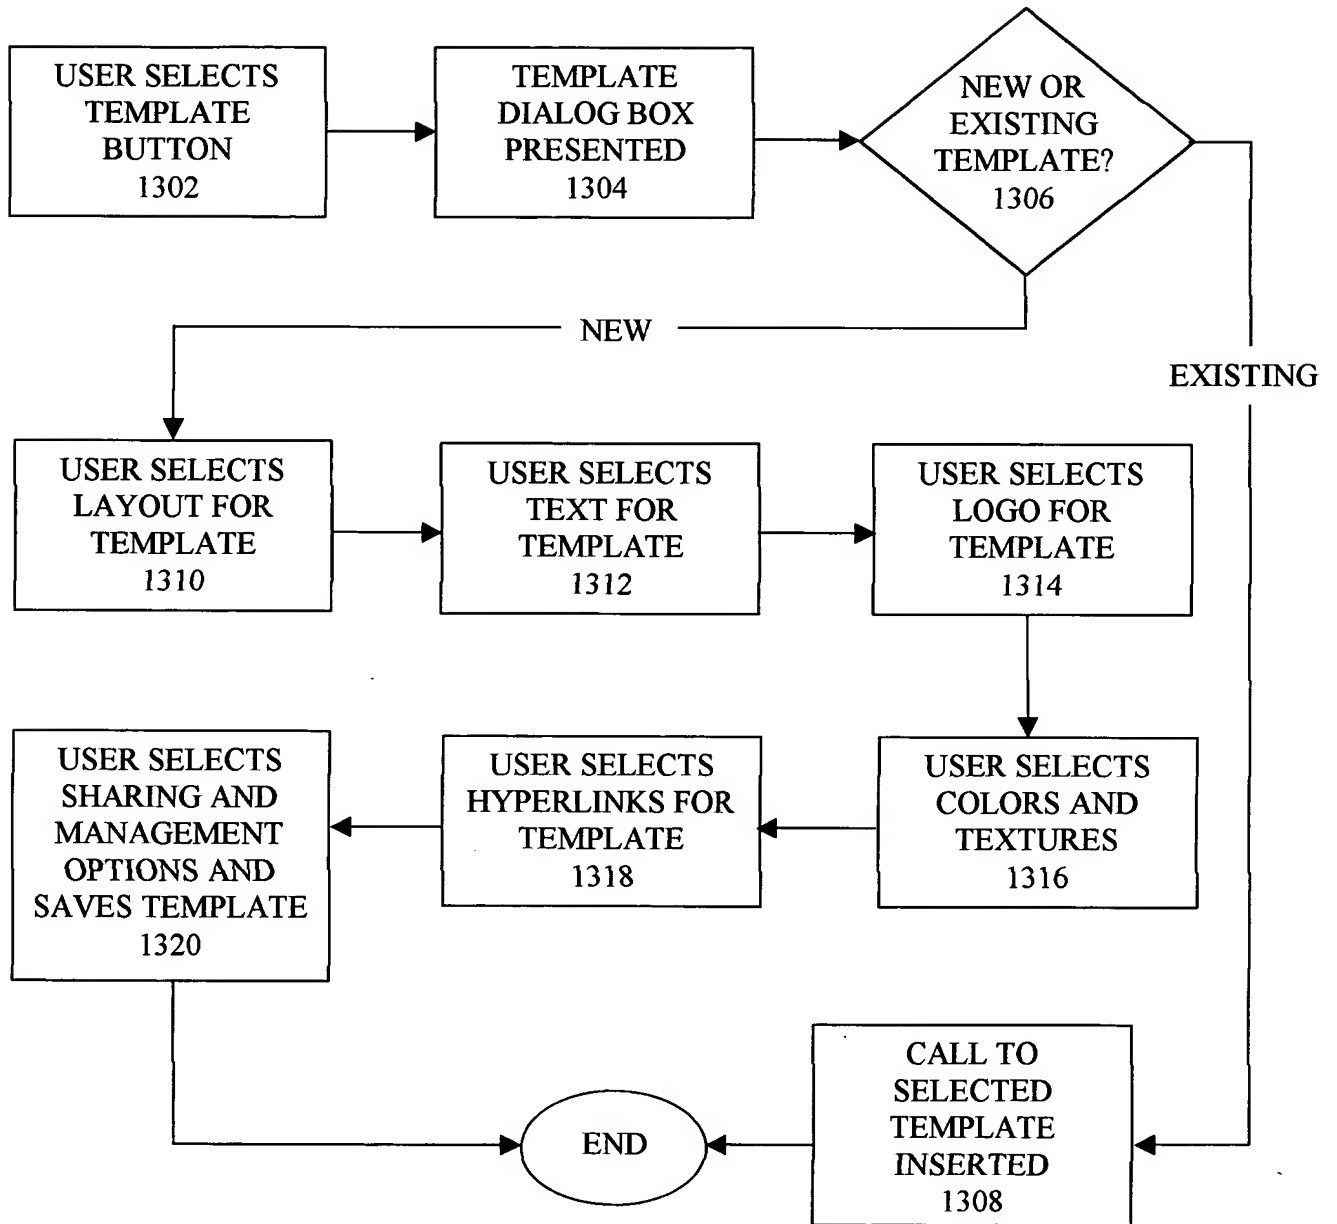 USER SELECTS
TEMPLATE
BUTTON
1302
TEMPLATE
DIALOG BOX
PRESENTED
1304
NEW OR
EXISTING
TEMPLATE?
1306
NEW
EXISTING
USER SELECTS
LAYOUT FOR
TEMPLATE
1310
USER SELECTS
TEXT FOR
TEMPLATE
1312
USER SELECTS
LOGO FOR
TEMPLATE
1314
USER SELECTS
SHARING AND
MANAGEMENT
OPTIONS AND
SAVES TEMPLATE
1320
USER SELECTS
HYPERLINKS FOR
TEMPLATE
1318
USER SELECTS
COLORS AND
TEXTURES
1316
END
CALL TO
SELECTED
TEMPLATE
INSERTED
1308